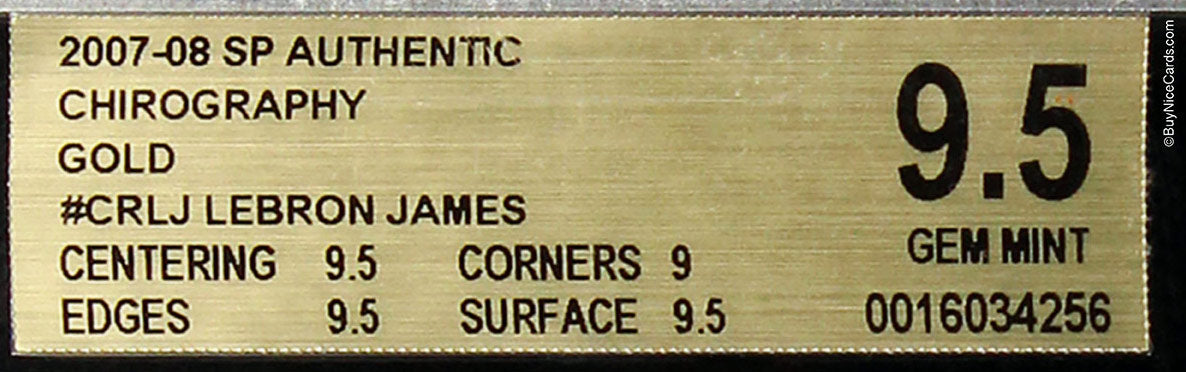 2007-08 SP AUTHENTIC
CHIROGRAPHY
GOLD
#CRLJ LEBRON JAMES
CENTERING 9.5 CORNERS 9
EDGES 9.5 SURFACE 9.5
9.5
GEM MINT
0016034256
©BuyNiceCards.com